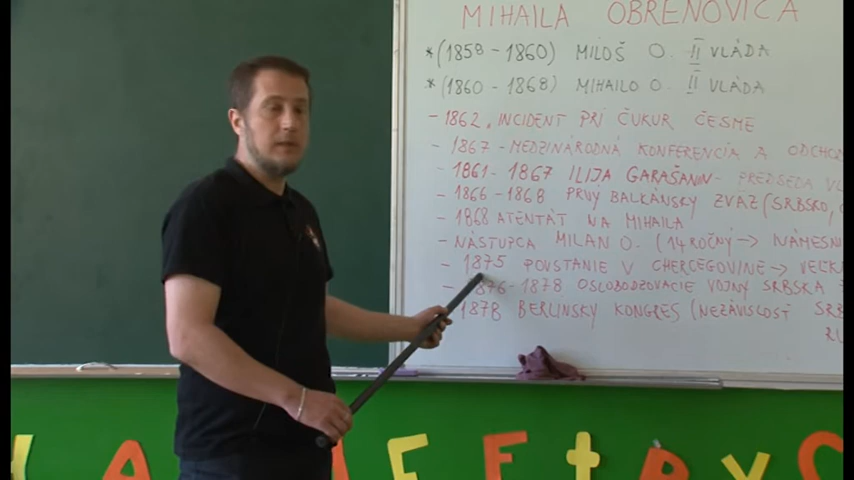 MIHAILA OBRENOVIĆA
*(1858-1860) MILOŠ O. II VLÁDA
*(1860-1868) MIHAILO O. II VLÁDA
-1862. INCIDENT PRI ČUKUR ČESME
-1867-MEDZINÁRODNÁ KONFERENCIA A
-1861-1867 ILIJA GARAŠANIN- PREDSEDA
-1866-1868 PRVÝ BALKÁNSKY ZVÄZ (SRBSKO,
-1868 ATENTÁT NA MIHAILA
-NÁSTUPCA MILAN O. (14 ROČNÝ→
-1875 POVSTANIE V CHERCEGOVINE→
1876-1878 OSLOBODZOVACIE VOJNY SRBSKA
1878 BERLÍNSKY KONGRES (NEZÁVISLOSŤ
A F E t R Y C